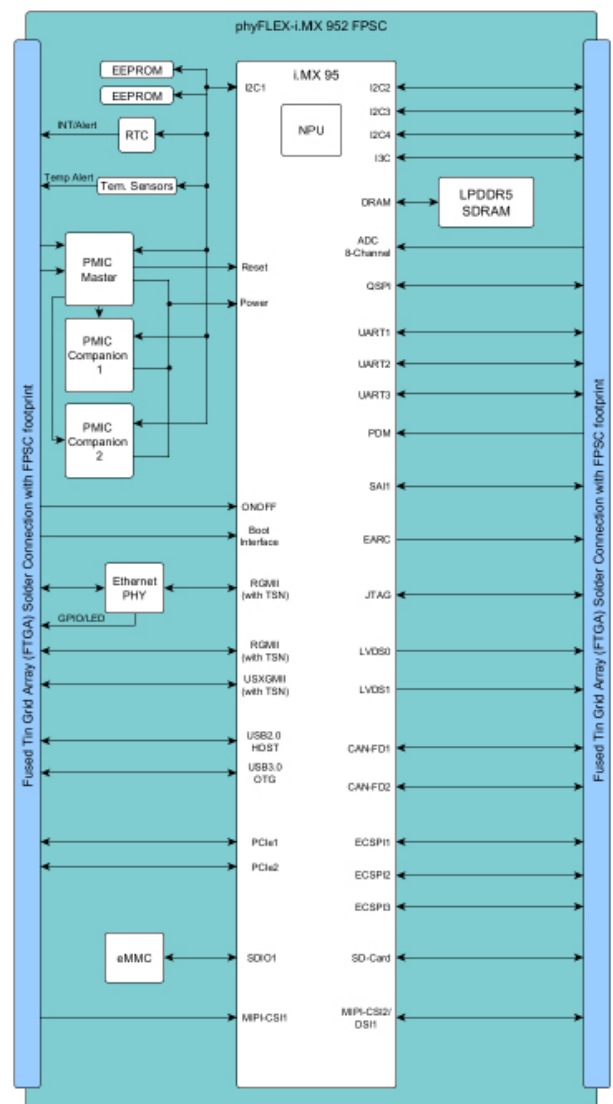 phyFLEX-i.MX 952 FPSC
Fused Tin Grid Array (FTGA) Solder Connection with FPSC footprint
EEPROM
EEPROM
INT/Alert
RTC
Temp Alert
Tem. Sensors
PMIC
Master
PMIC
Companion
1
PMIC
Companion
2
Ethernet
PHY
GPIO/LED
eMMC
i.MX 95
NPU
I2C1
Reset
Power
ONOFF
Boot
Interface
RGMII
(with TSN)
RGMII
(with TSN)
USXGMII
(with TSN)
USB2.0
HOST
USB3.0
OTG
PCIe1
PCIe2
SDIO1
MIPI-CSI1
I2C2
I2C3
I2C4
I3C
DRAM
ADC
8-Channel
QSPI
UART1
UART2
UART3
PDM
SAI1
EARC
JTAG
LVDS0
LVDS1
CAN-FD1
CAN-FD2
ECSPI1
ECSPI2
ECSPI3
SD-Card
MIPI-CSI2/
DSI1
LPDDR5
SDRAM
Fused Tin Grid Array (FTGA) Solder Connection with FPSC footprint